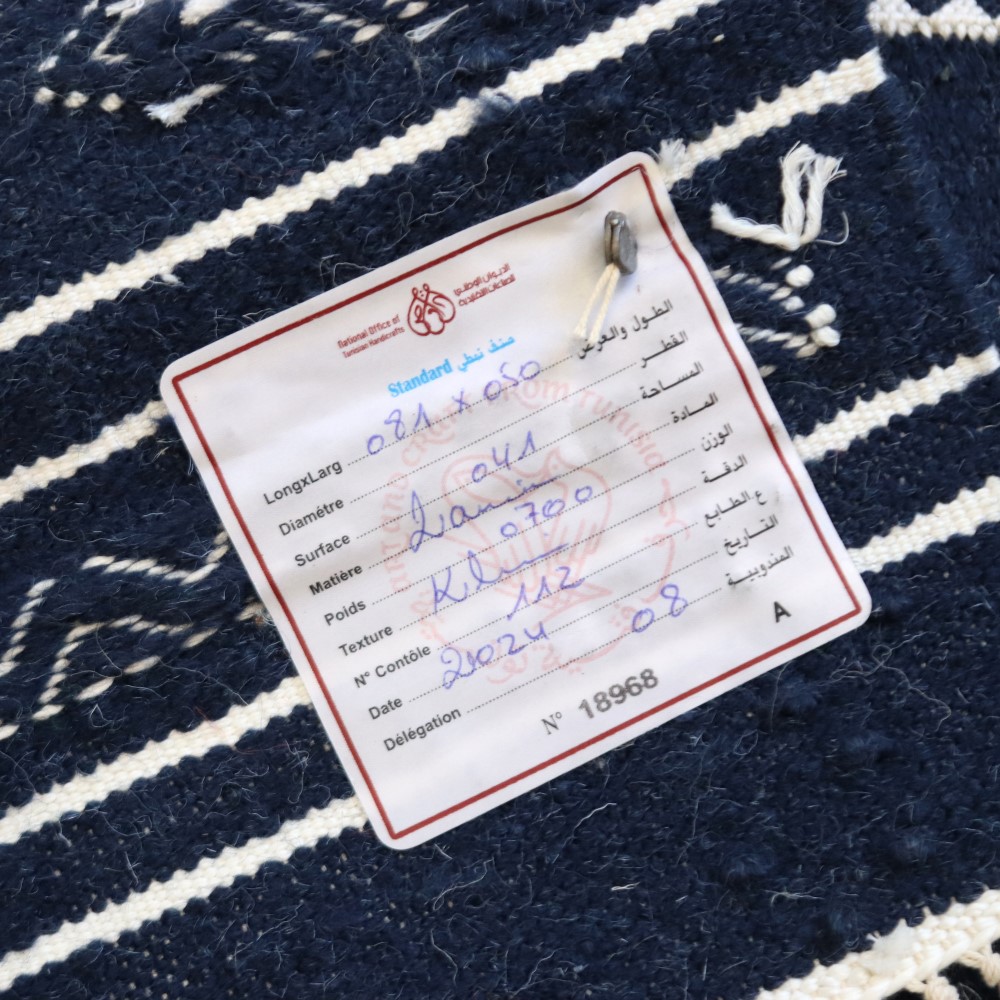 National Office of
Tunisian Handicrafts
الديوان الوطني
للصناعات التقليدية
Standard صنف نمطي
LongxLarg 081 x 050 الطول والعرض
Diamétre القطر
Surface 041 المساحة
Matière المادة
Poids 0700 الوزن
Texture الدقة
N° Contôle 112 ع.الطابع
Date 2024 08 التاريخ
Délégation المندوبية
N° 18968
A